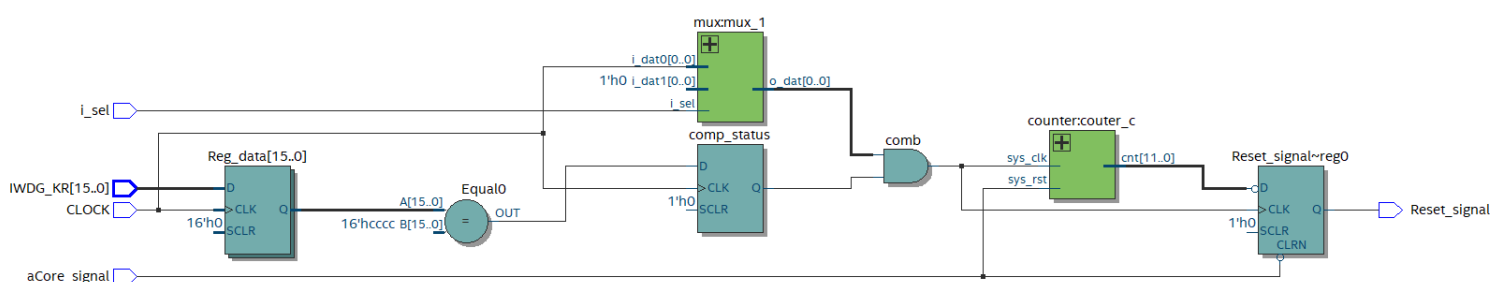 mux:mux_1
i_dat0[0..0]
1'h0 i_dat1[0..0]
o_dat[0..0]
i_sel
i_sel
comp_status
D
CLK
Q
1'h0
SCLR
comb
counter:couter_c
sys_clk
cnt[11..0]
sys_rst
Reset_signal~reg0
D
CLK
Q
1'h0
SCLR
CLRN
Reset_signal
Reg_data[15..0]
IWDG_KR[15..0]
D
CLOCK
CLK
Q
16'h0
SCLR
Equal0
A[15..0]
=
OUT
16'hcccc B[15..0]
aCore_signal